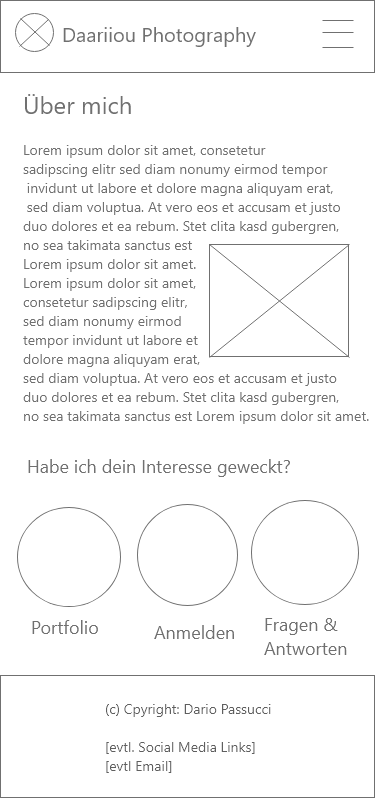 Daariiou Photography
Über mich
Lorem ipsum dolor sit amet, consetetur
sadipscing elitr sed diam nonumy eirmod tempor
invidunt ut labore et dolore magna aliquyam erat,
sed diam voluptua. At vero eos et accusam et justo
duo dolores et ea rebum. Stet clita kasd gubergren,
no sea takimata sanctus est
Lorem ipsum dolor sit amet.
Lorem ipsum dolor sit amet,
consetetur sadipscing elitr,
sed diam nonumy eirmod
tempor invidunt ut labore et
dolore magna aliquyam erat,
sed diam voluptua. At vero eos et accusam et justo
duo dolores et ea rebum. Stet clita kasd gubergren,
no sea takimata sanctus est Lorem ipsum dolor sit amet.
Habe ich dein Interesse geweckt?
Portfolio
Anmelden
Fragen &
Antworten
(c) Cpyright: Dario Passucci
[evtl. Social Media Links]
[evtl Email]